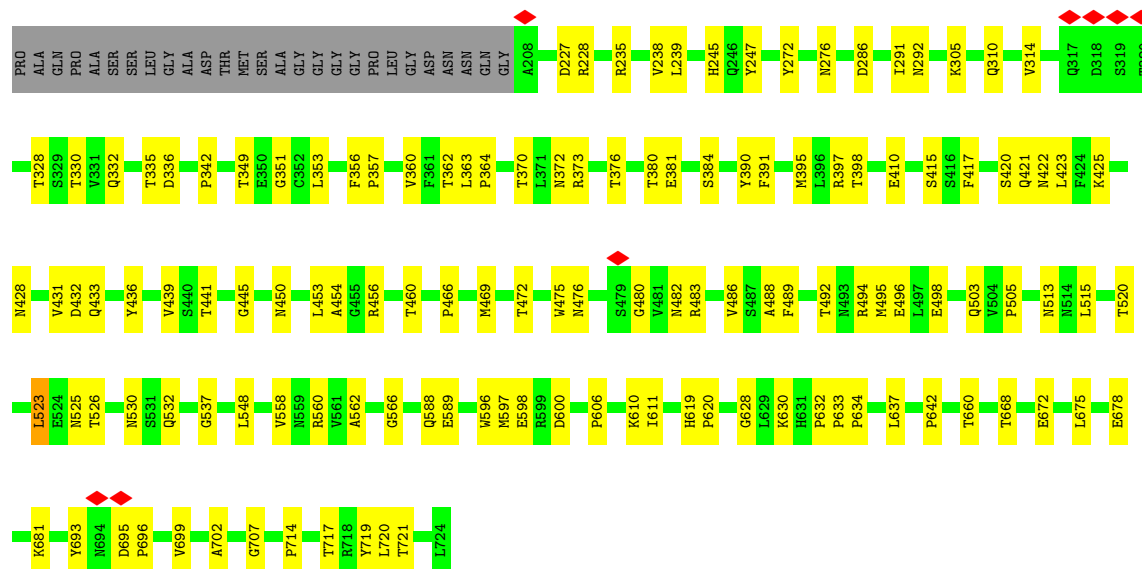 PRO ALA GLN PRO ALA SER SER LEU GLY ALA ASP THR MET SER ALA GLY GLY GLY GLY PRO LEU GLY ASP ASN ASN GLN GLY A208 D227 R228 R235 V238 L239 H245 Q246 Y247 Y272 N276 D286 I291 N292 K305 Q310 V314 Q317 D318 S319
T328 S329 T330 V331 Q332 T335 D336 P342 T349 E350 G351 C352 L353 F356 P357 V360 F361 T362 L363 P364 T370 L371 N372 R373 T376 T380 E381 S384 Y390 F391 M395 L396 R397 T398 E410 S415 S416 F417 S420 Q421 N422 L423 F424 K425
N428 V431 D432 Q433 Y436 V439 S440 T441 G445 N450 L453 A454 G455 R456 T460 P466 M469 T472 W475 N476 S479 G480 V481 N482 R483 V486 S487 A488 F489 T492 N493 R494 M495 E496 L497 E498 Q503 V504 P505 N513 N514 L515 T520
L523 E524 N525 T526 N530 S531 Q532 G537 L548 V558 N559 R560 V561 A562 G566 Q588 E589 W596 M597 E598 R599 D600 P606 K610 I611 H619 P620 G628 L629 K630 H631 P632 P633 P634 L637 P642 T660 T668 E672 L675 E678
K681 Y693 N694 D695 P696 V699 A702 G707 P714 T717 R718 Y719 L720 T721 L724